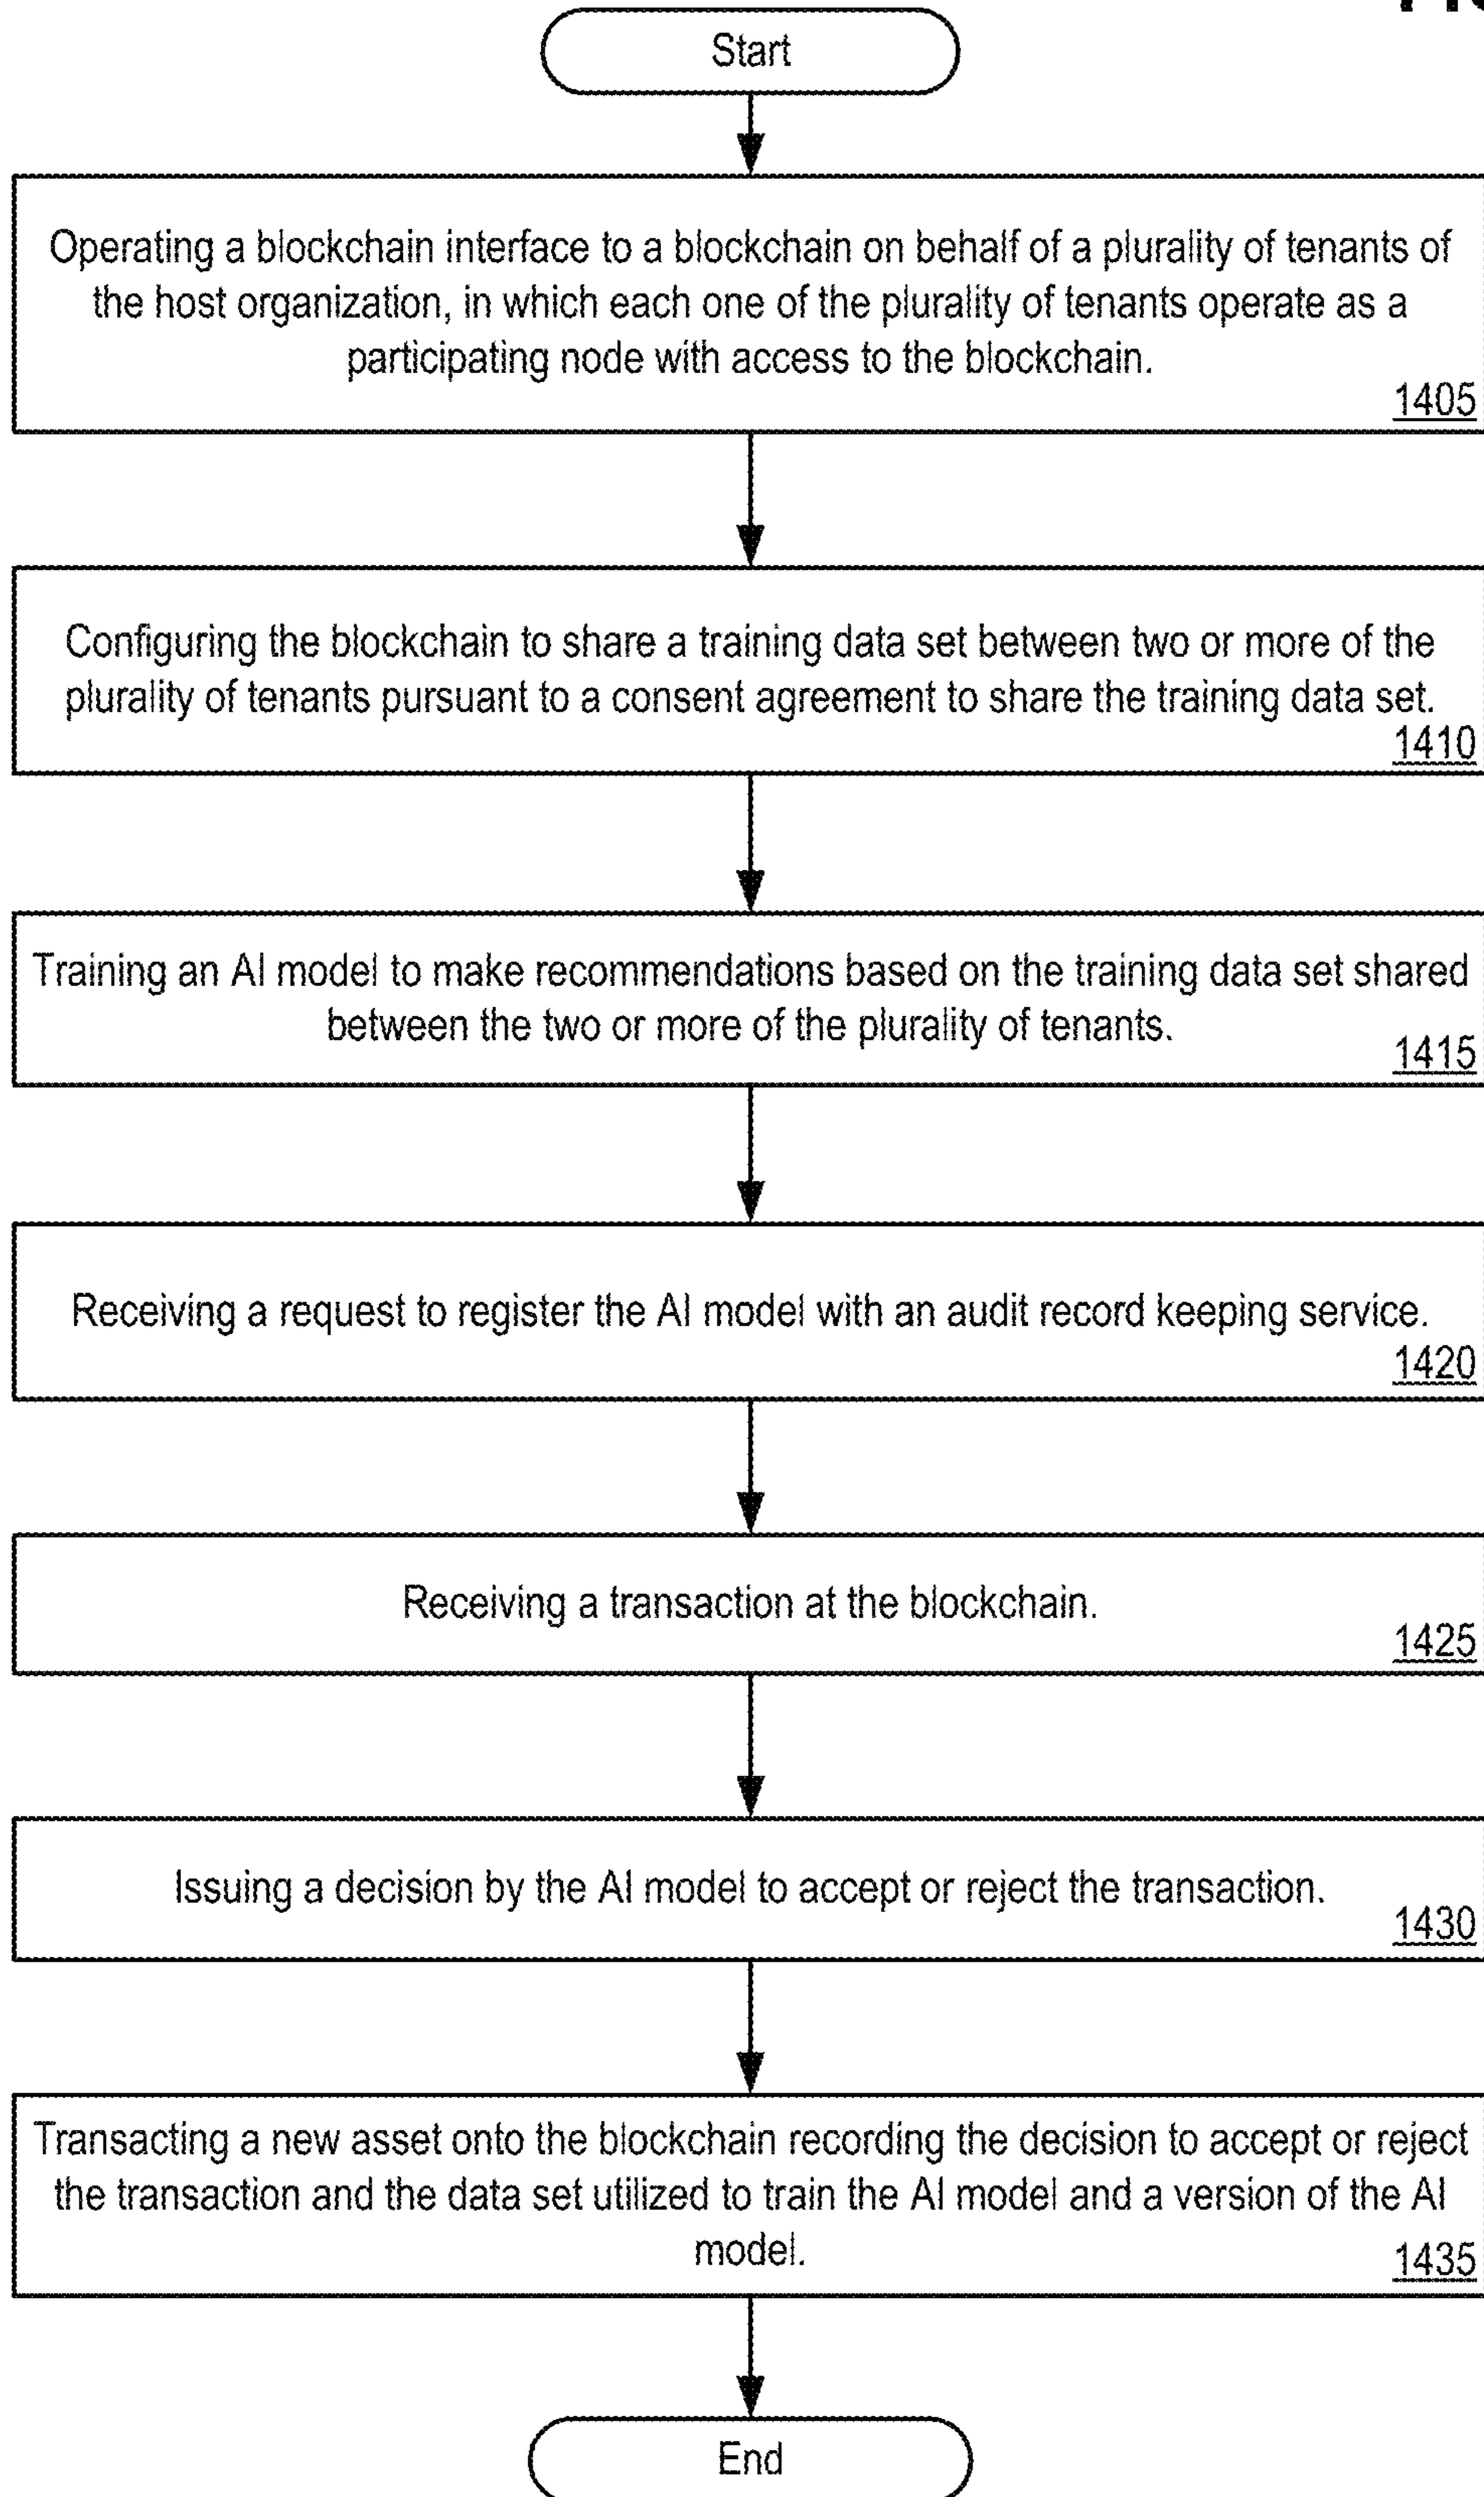 Start
Operating a blockchain interface to a blockchain on behalf of a plurality of tenants of
the host organization, in which each one of the plurality of tenants operate as a
participating node with access to the blockchain.
1405
Configuring the blockchain to share a training data set between two or more of the
plurality of tenants pursuant to a consent agreement to share the training data set.
1410
Training an AI model to make recommendations based on the training data set shared
between the two or more of the plurality of tenants.
1415
Receiving a request to register the AI model with an audit record keeping service.
1420
Receiving a transaction at the blockchain.
1425
Issuing a decision by the AI model to accept or reject the transaction.
1430
Transacting a new asset onto the blockchain recording the decision to accept or reject
the transaction and the data set utilized to train the AI model and a version of the AI
model.
1435
End